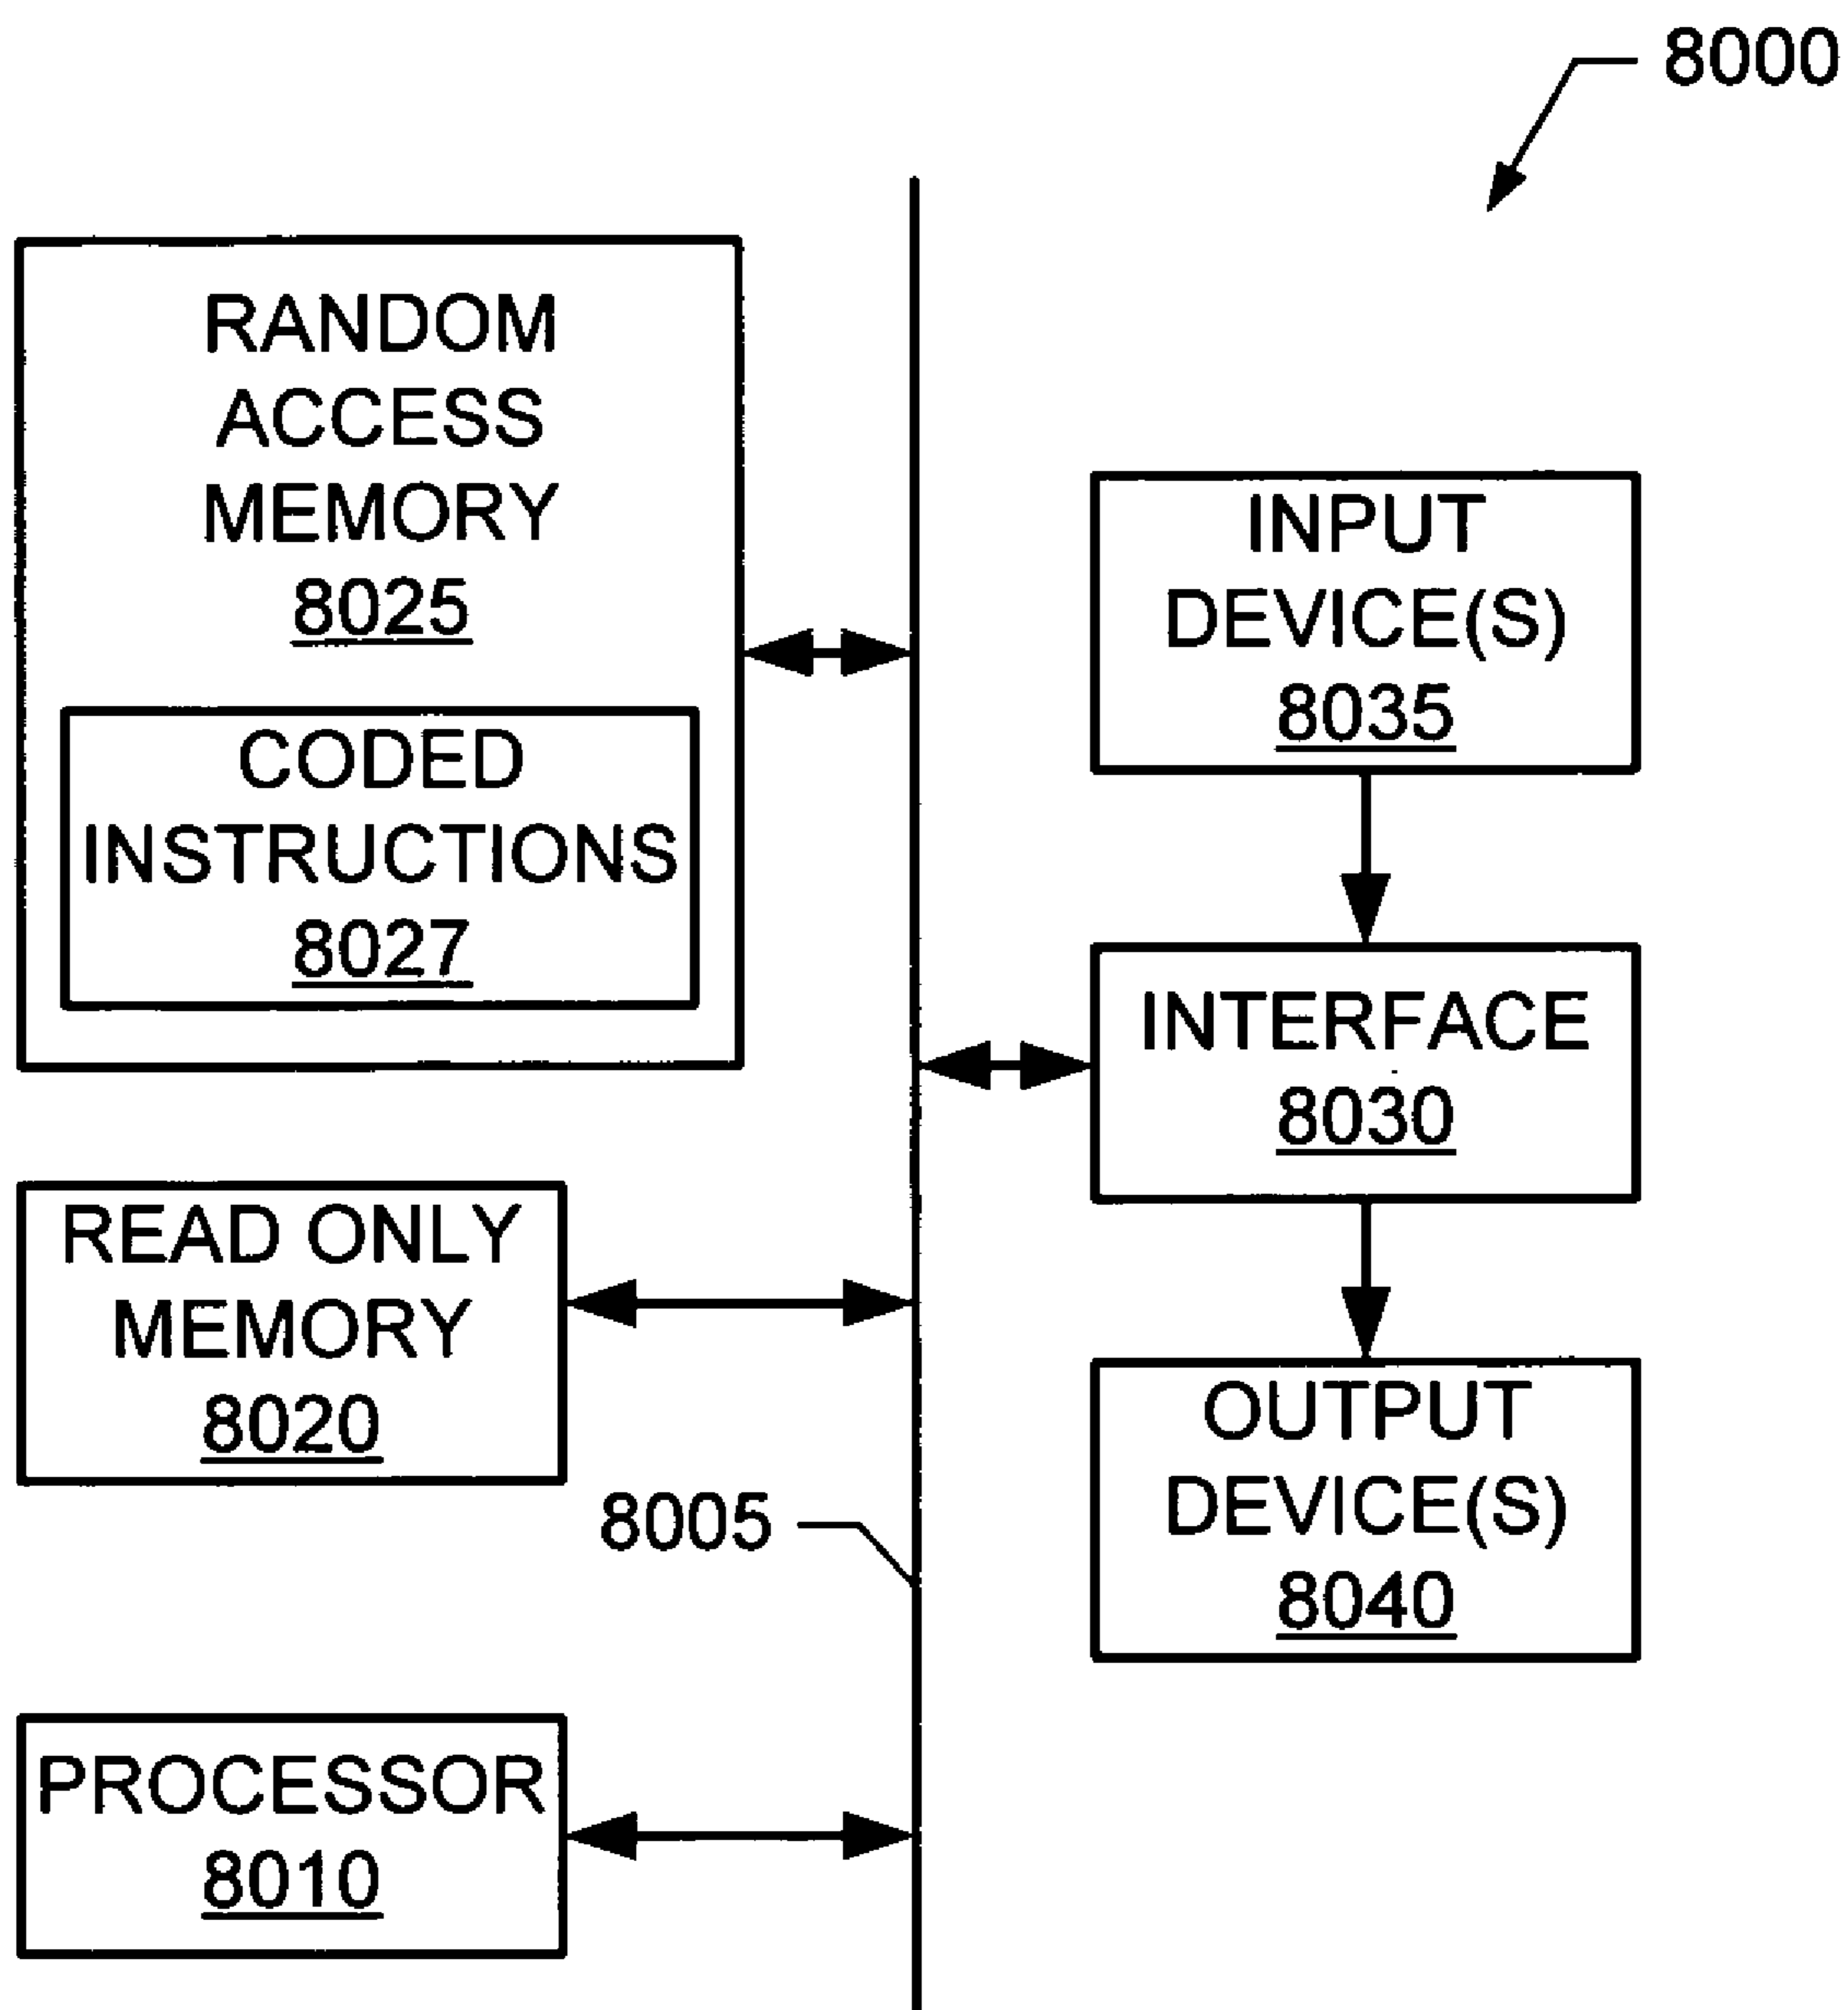 8000
RANDOM
ACCESS
MEMORY
8025
CODED
INSTRUCTIONS
8027
READ ONLY
MEMORY
8020
8005
PROCESSOR
8010
INPUT
DEVICE(S)
8035
INTERFACE
8030
OUTPUT
DEVICE(S)
8040